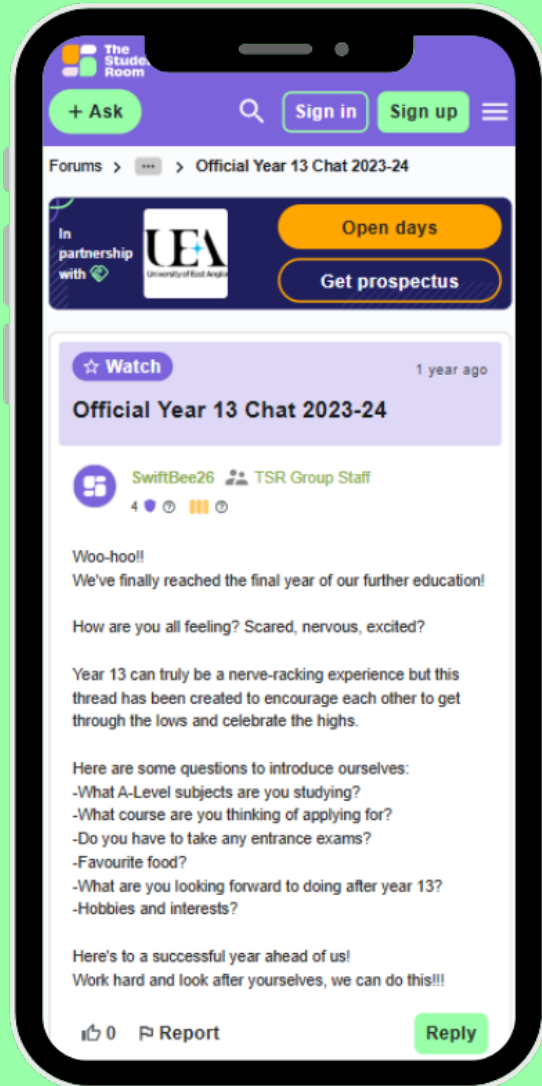 The
Stude
Room
+ Ask
Sign in
Sign up
Forums > ... > Official Year 13 Chat 2023-24
In
partnership
with
UEA
University of East Anglia
Open days
Get prospectus
Watch
1 year ago
Official Year 13 Chat 2023-24
SwiftBee26 TSR Group Staff
4
Woo-hoo!!
We've finally reached the final year of our further education!
How are you all feeling? Scared, nervous, excited?
Year 13 can truly be a nerve-racking experience but this
thread has been created to encourage each other to get
through the lows and celebrate the highs.
Here are some questions to introduce ourselves:
-What A-Level subjects are you studying?
-What course are you thinking of applying for?
-Do you have to take any entrance exams?
-Favourite food?
-What are you looking forward to doing after year 13?
-Hobbies and interests?
Here's to a successful year ahead of us!
Work hard and look after yourselves, we can do this!!!
0 Report
Reply